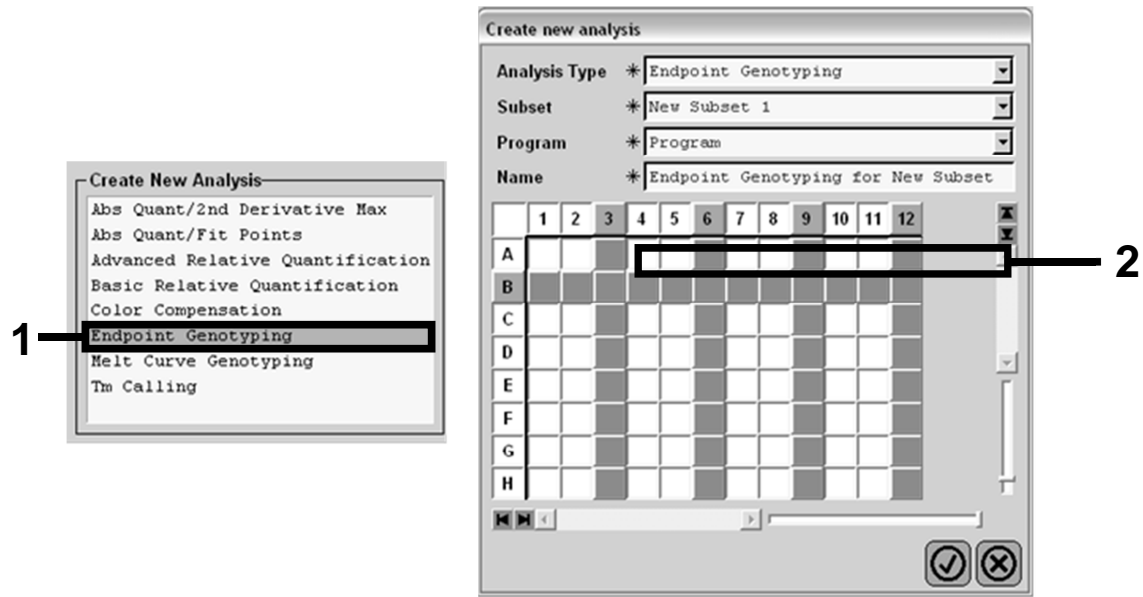 Create New Analysis
Abs Quant/2nd Derivative Max
Abs Quant/Fit Points
Advanced Relative Quantification
Basic Relative Quantification
Color Compensation
Endpoint Genotyping
Melt Curve Genotyping
Tm Calling
1
Create new analysis
Analysis Type * Endpoint Genotyping
Subset * New Subset 1
Program * Program
Name * Endpoint Genotyping for New Subset
1 2 3 4 5 6 7 8 9 10 11 12
A
B
C
D
E
F
G
H
2